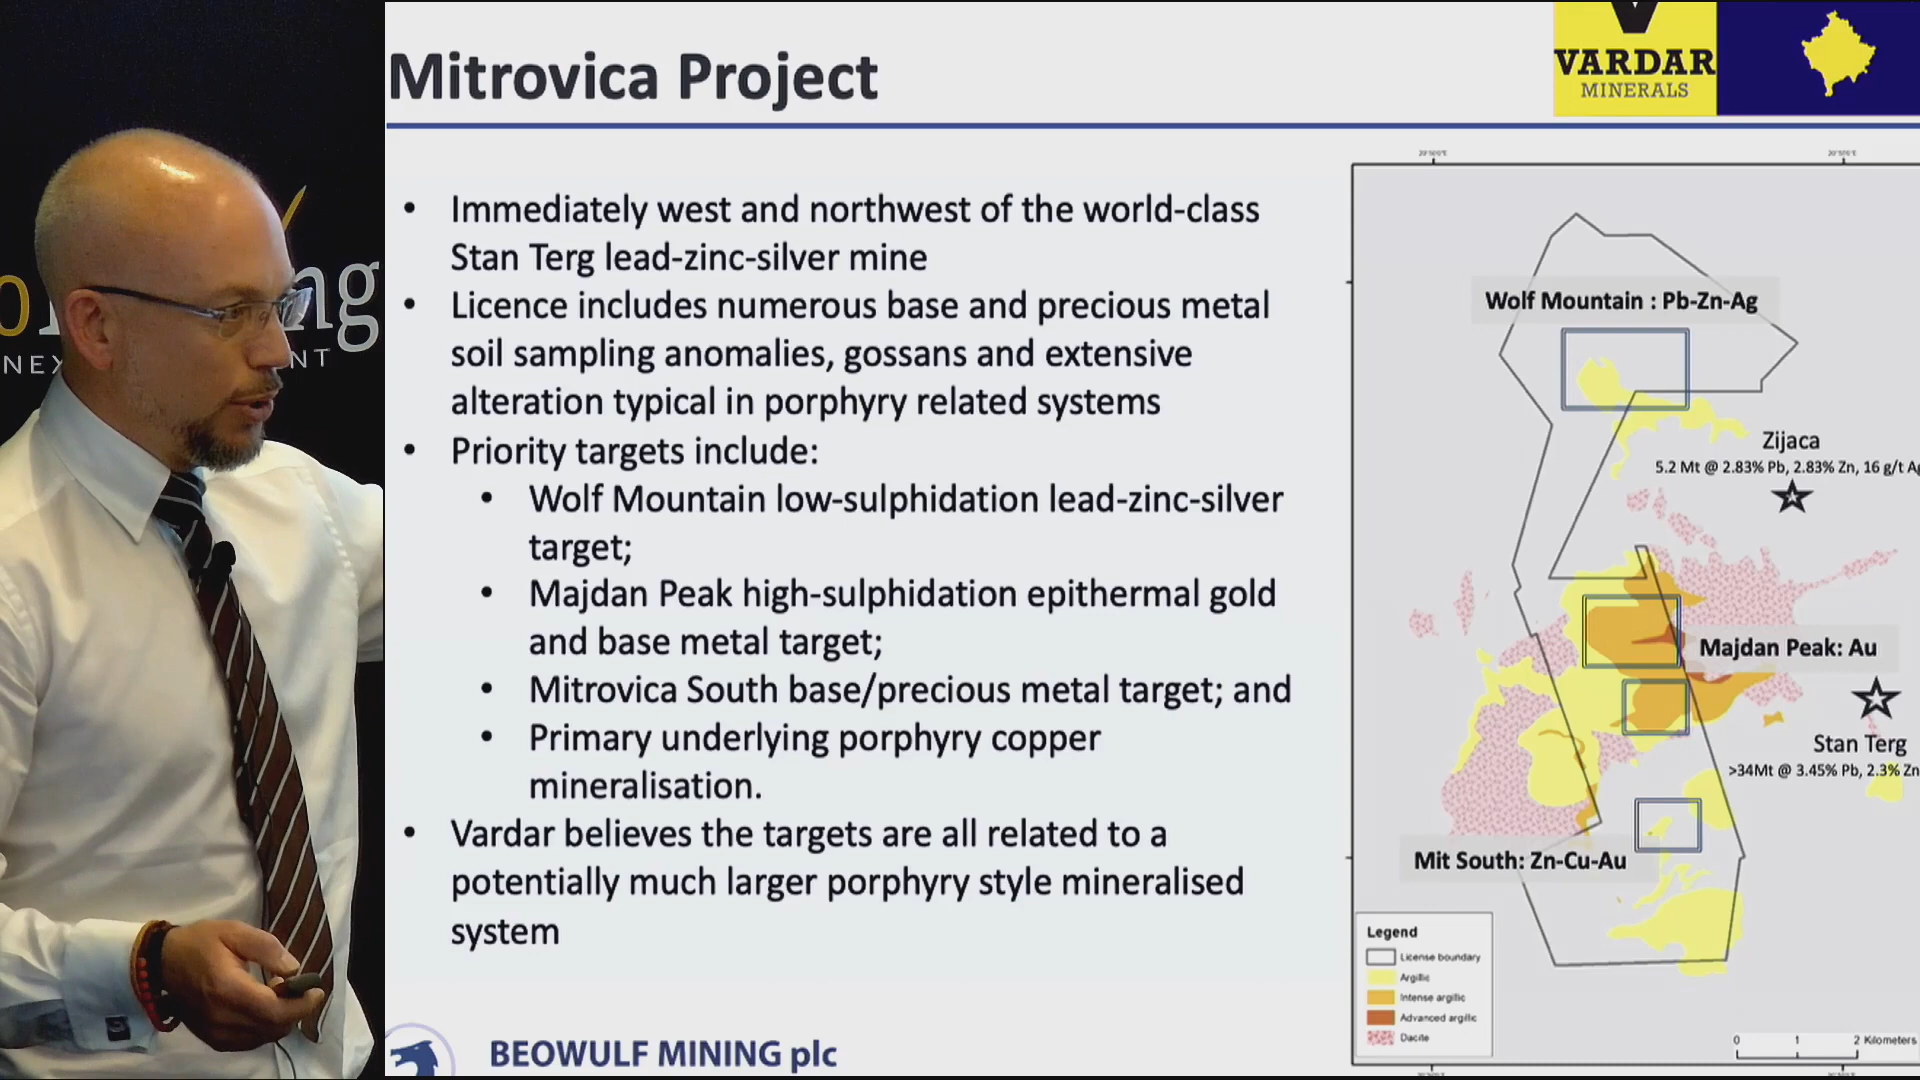 Mitrovica Project
VARDAR
MINERALS
• Immediately west and northwest of the world-class
Stan Terg lead-zinc-silver mine
• Licence includes numerous base and precious metal
soil sampling anomalies, gossans and extensive
alteration typical in porphyry related systems
• Priority targets include:
• Wolf Mountain low-sulphidation lead-zinc-silver
target;
• Majdan Peak high-sulphidation epithermal gold
and base metal target;
• Mitrovica South base/precious metal target; and
• Primary underlying porphyry copper
mineralisation.
• Vardar believes the targets are all related to a
potentially much larger porphyry style mineralised
system
Wolf Mountain : Pb-Zn-Ag
Zijaca
5.2 Mt @ 2.83% Pb, 2.83% Zn, 16 g/t Ag
Majdan Peak: Au
Stan Terg
>34Mt @ 3.45% Pb, 2.3% Zn
Mit South: Zn-Cu-Au
Legend
License boundary
Argillic
Intense argillic
Advanced argillic
Dacite
0 1 2 Kilometers
BEOWULF MINING plc